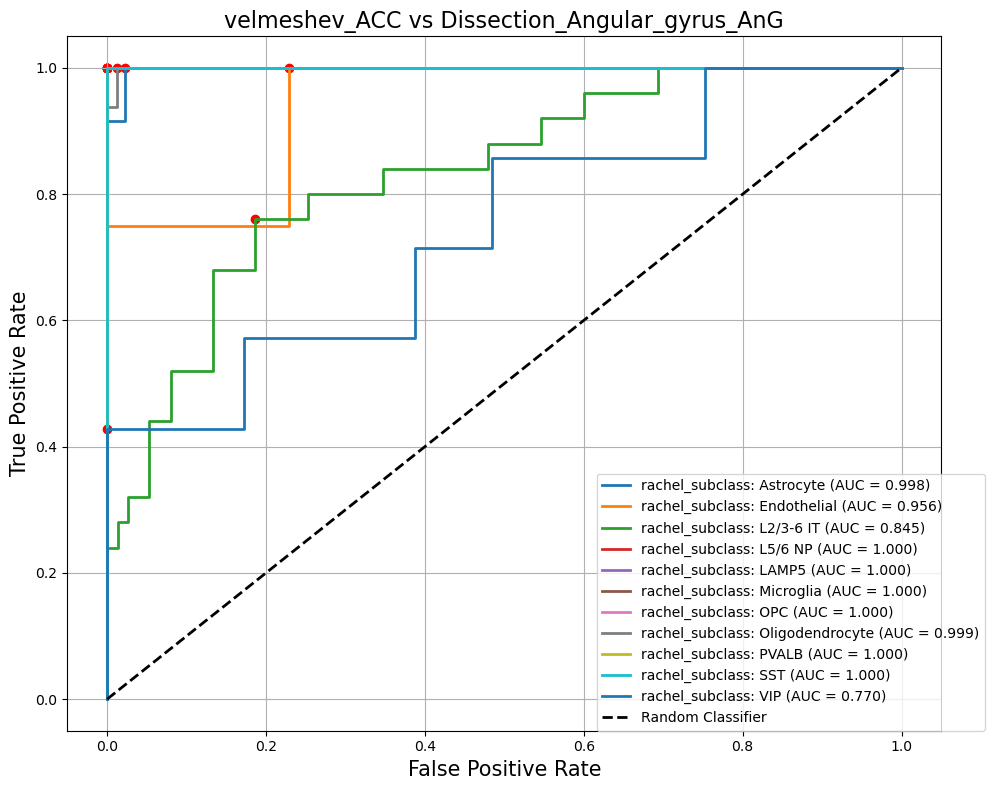 velmeshev_ACC vs Dissection_Angular_gyrus_AnG
True Positive Rate
1.0
0.8
0.6
0.4
0.2
0.0
rachel_subclass: Astrocyte (AUC = 0.998)
rachel_subclass: Endothelial (AUC = 0.956)
rachel_subclass: L2/3-6 IT (AUC = 0.845)
rachel_subclass: L5/6 NP (AUC = 1.000)
rachel_subclass: LAMP5 (AUC = 1.000)
rachel_subclass: Microglia (AUC = 1.000)
rachel_subclass: OPC (AUC = 1.000)
rachel_subclass: Oligodendrocyte (AUC = 0.999)
rachel_subclass: PVALB (AUC = 1.000)
rachel_subclass: SST (AUC = 1.000)
rachel_subclass: VIP (AUC = 0.770)
Random Classifier
0.0 0.2 0.4 0.6 0.8 1.0
False Positive Rate